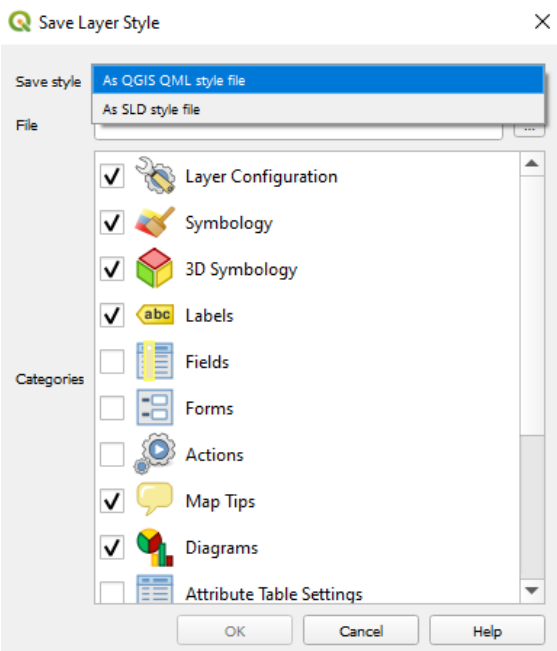 Save Layer Style
Save style
As QGIS QML style file
As SLD style file
File
...
Categories
Layer Configuration
Symbology
3D Symbology
abc Labels
Fields
Forms
Actions
Map Tips
Diagrams
Attribute Table Settings
OK Cancel Help